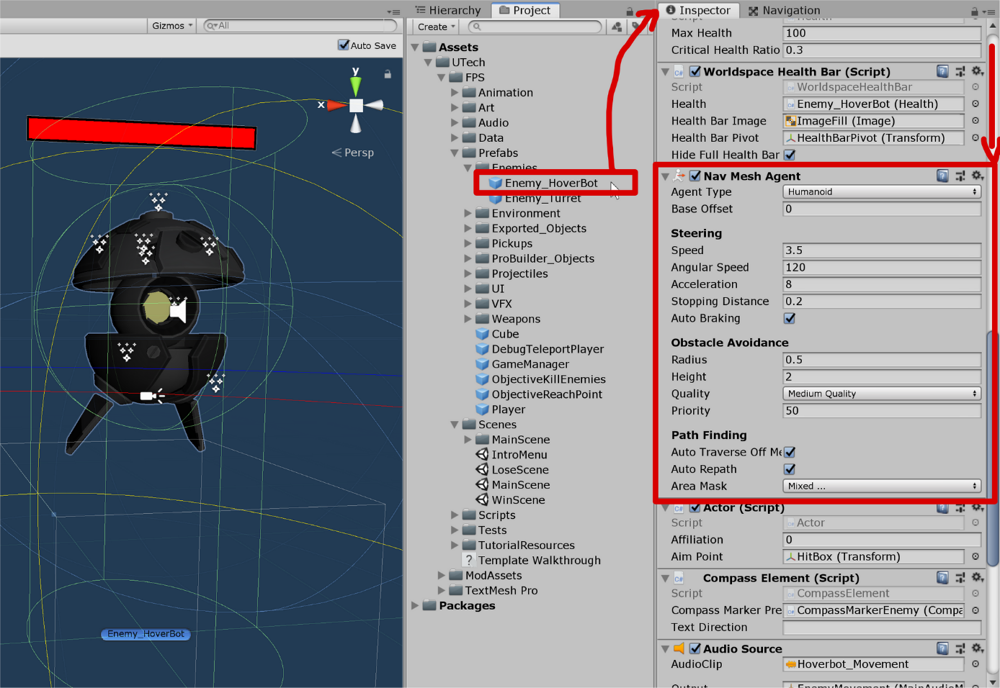 Gizmos
All
Auto Save
y
x
Persp
Enemy_HoverBot
Hierarchy
Project
Create
Assets
UTech
FPS
Animation
Art
Audio
Data
Prefabs
Enemies
Enemy_HoverBot
Enemy_Turret
Environment
Exported_Objects
Pickups
ProBuilder_Objects
Projectiles
UI
VFX
Weapons
Cube
DebugTeleportPlayer
GameManager
ObjectiveKillEnemies
ObjectiveReachPoint
Player
Scenes
MainScene
IntroMenu
LoseScene
MainScene
WinScene
Scripts
Tests
TutorialResources
? Template Walkthrough
ModAssets
TextMesh Pro
Packages
Inspector
Navigation
Script Health
Max Health 100
Critical Health Ratio 0.3
C# Worldspace Health Bar (Script)
Script WorldspaceHealthBar
Health Enemy_HoverBot (Health)
Health Bar Image ImageFill (Image)
Health Bar Pivot HealthBarPivot (Transform)
Hide Full Health Bar
Nav Mesh Agent
Agent Type Humanoid
Base Offset 0
Steering
Speed 3.5
Angular Speed 120
Acceleration 8
Stopping Distance 0.2
Auto Braking
Obstacle Avoidance
Radius 0.5
Height 2
Quality Medium Quality
Priority 50
Path Finding
Auto Traverse Off Me
Auto Repath
Area Mask Mixed ...
C# Actor (Script)
Script Actor
Affiliation 0
Aim Point HitBox (Transform)
C# Compass Element (Script)
Script CompassElement
Compass Marker Pre CompassMarkerEnemy (Compa
Text Direction
Audio Source
AudioClip Hoverbot_Movement
Output EnemyMovement (MainAudioM